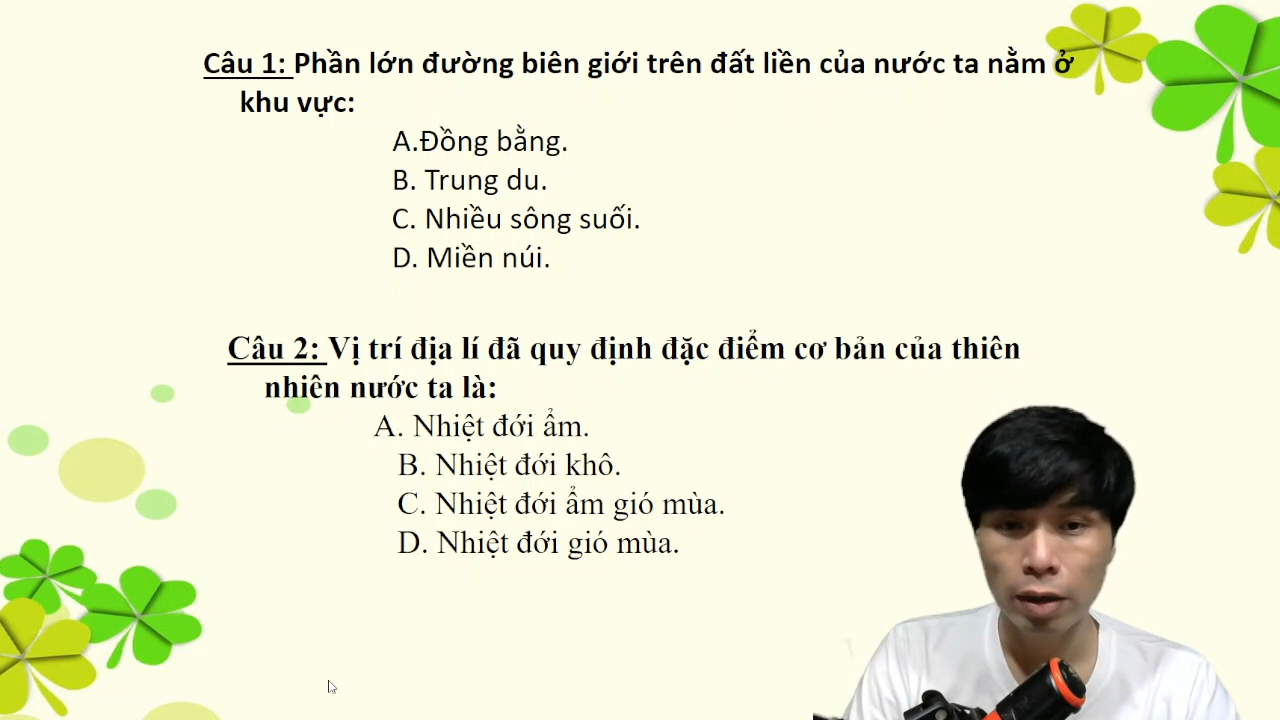 Câu 1: Phần lớn đường biên giới trên đất liền của nước ta nằm ở
khu vực:
A.Đồng bằng.
B. Trung du.
C. Nhiều sông suối.
D. Miền núi.
Câu 2: Vị trí địa lí đã quy định đặc điểm cơ bản của thiên
nhiên nước ta là:
A. Nhiệt đới ẩm.
B. Nhiệt đới khô.
C. Nhiệt đới ẩm gió mùa.
D. Nhiệt đới gió mùa.